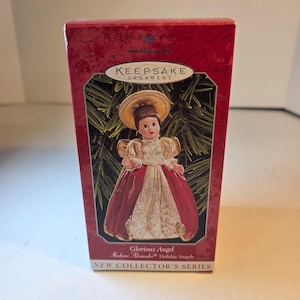 Hallmark
KEEPSAKE
ORNAMENT
Glorious Angel
Madame Alexander® Holiday Angels
NEW COLLECTOR'S SERIES